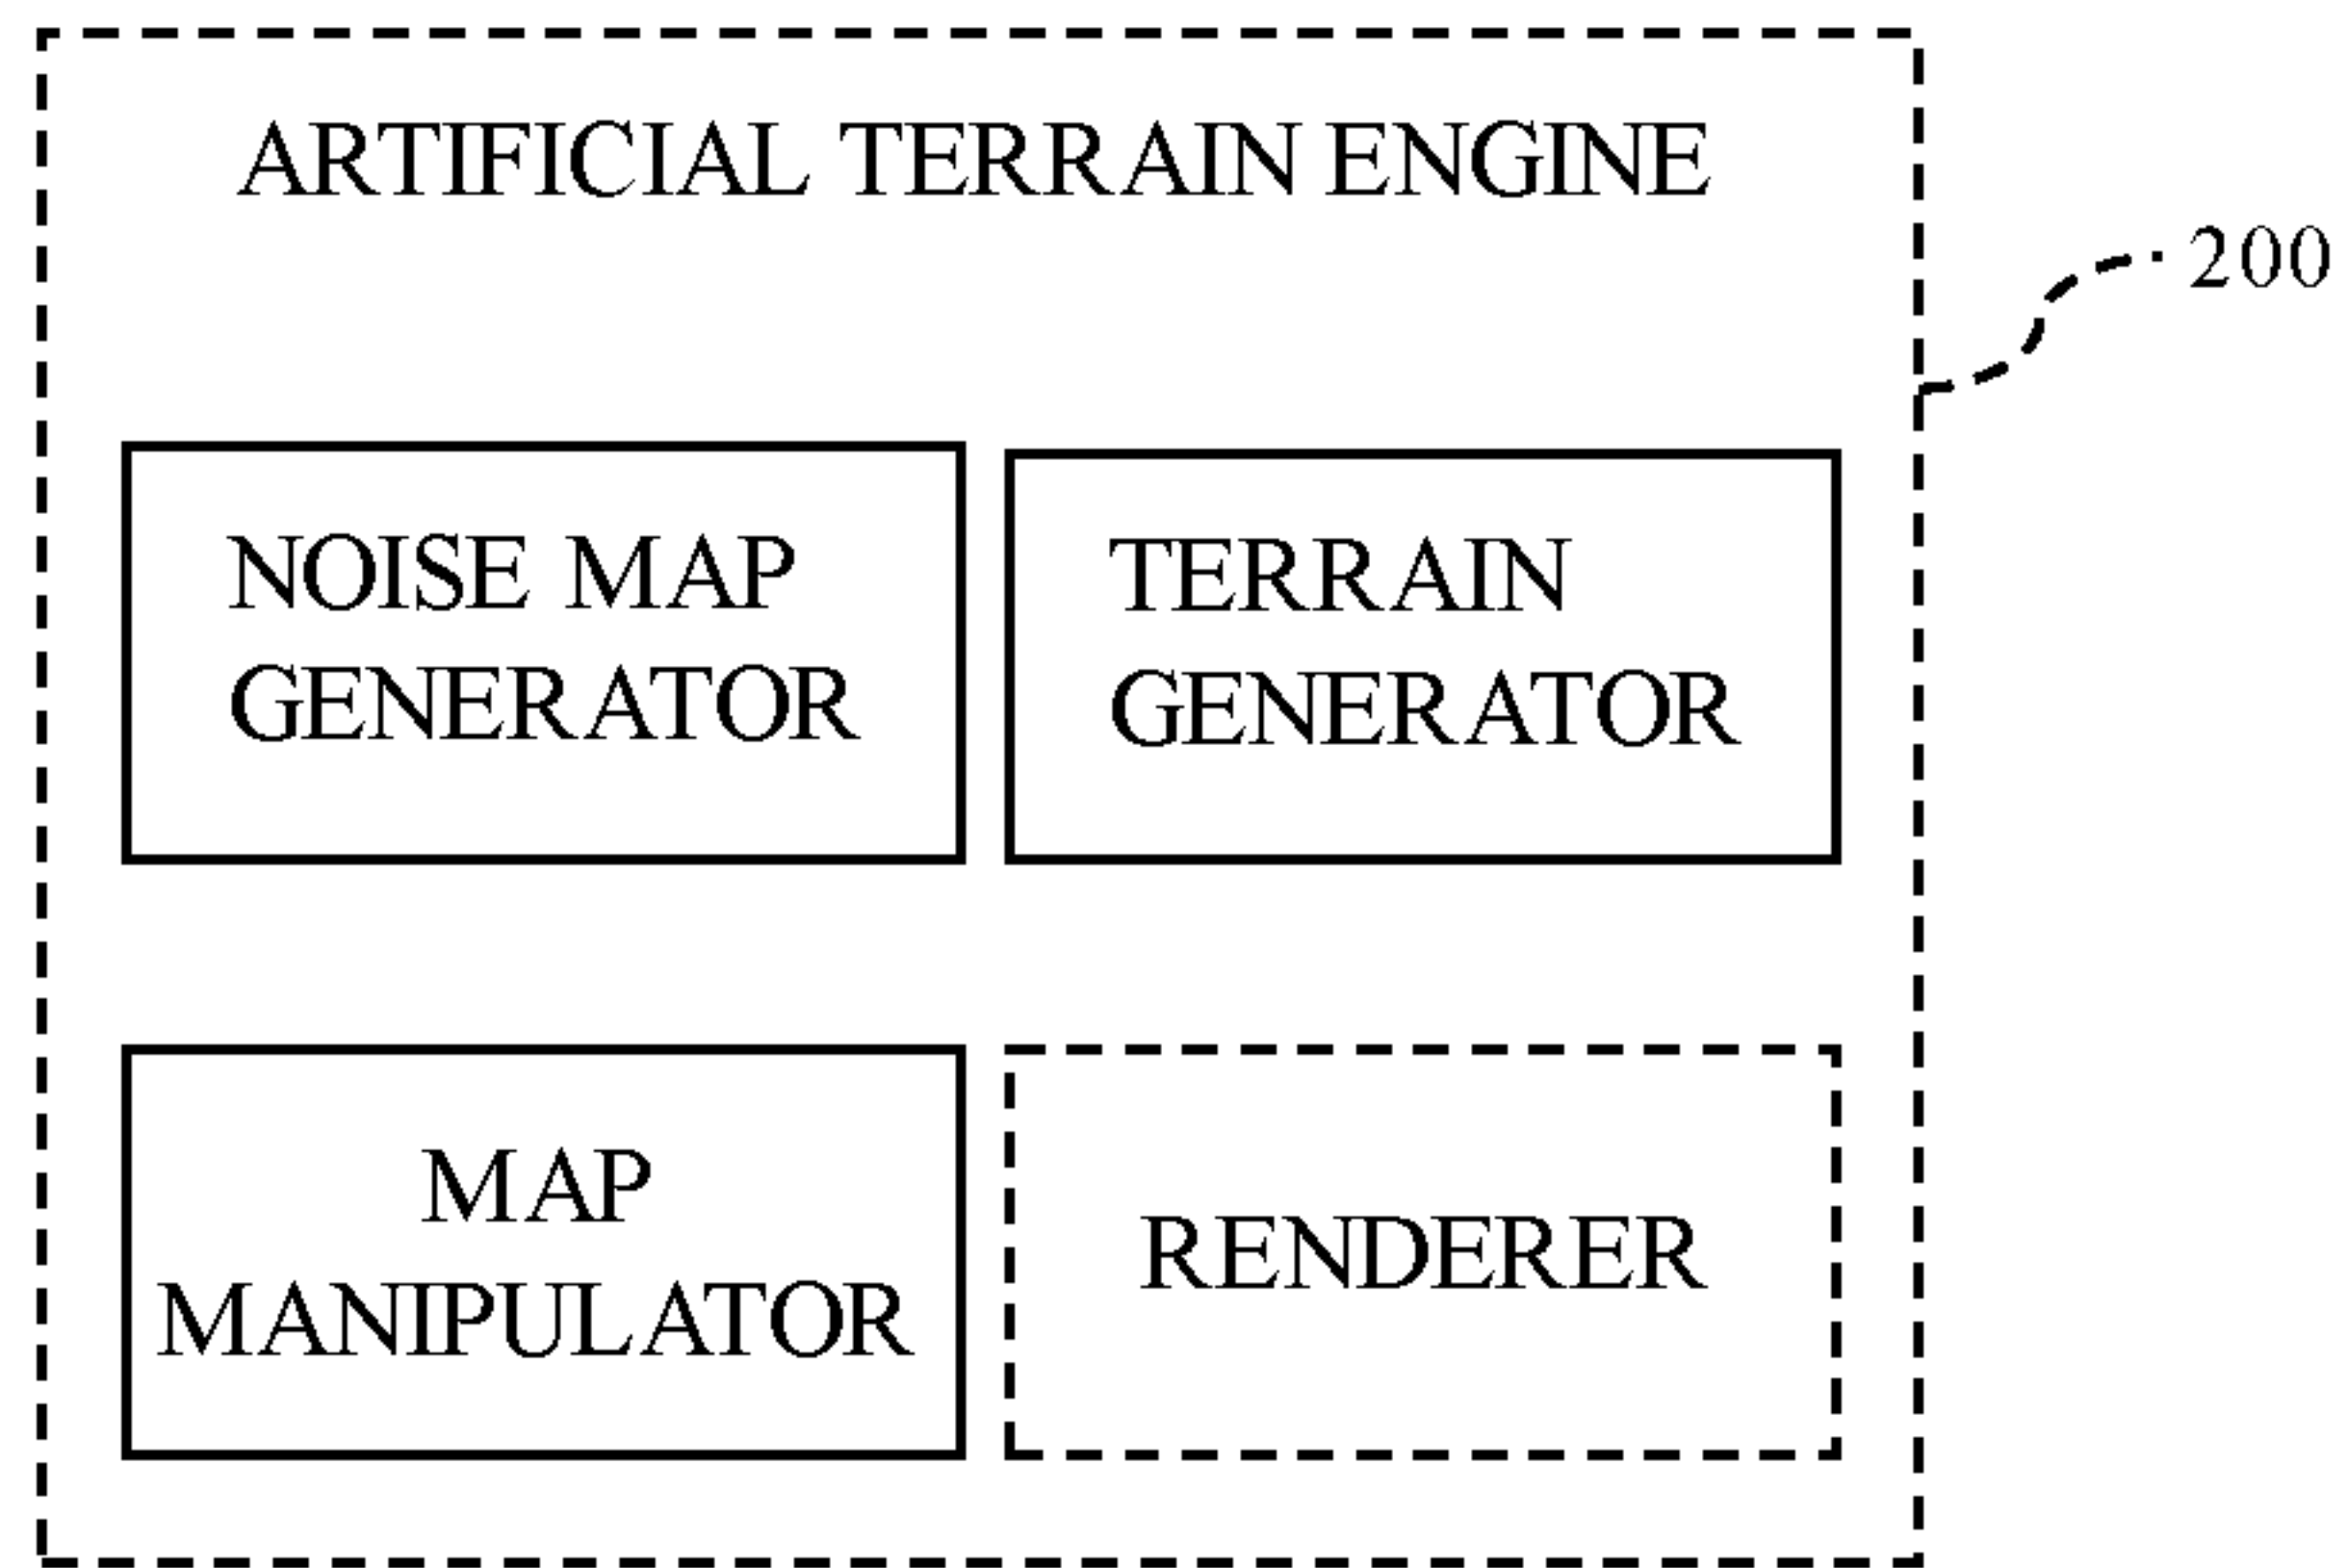 ARTIFICIAL TERRAIN ENGINE
200
NOISE MAP
GENERATOR
TERRAIN
GENERATOR
MAP
MANIPULATOR
RENDERER